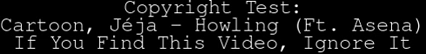 Copyright Test:
Cartoon, Jéja - Howling (Ft. Asena)
If You Find This Video, Ignore It